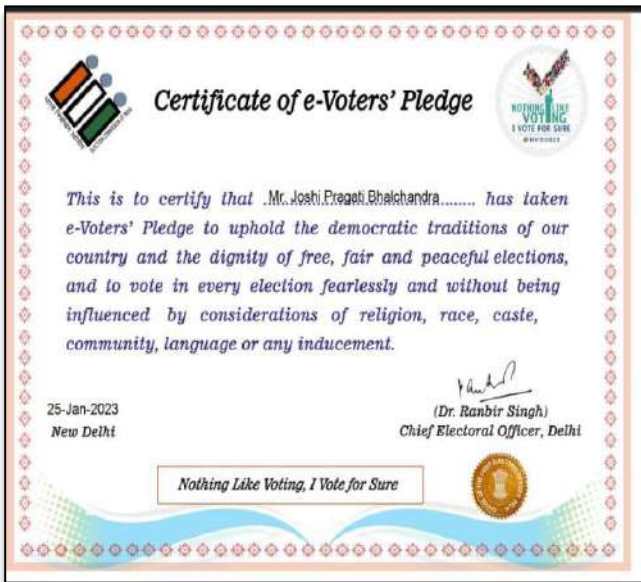 Certificate of e-Voters' Pledge
NOTHING LIKE
VOTING
I VOTE FOR SURE
This is to certify that .Mr. Joshi Pragati Bhalchandra........ has taken
e-Voters' Pledge to uphold the democratic traditions of our
country and the dignity of free, fair and peaceful elections,
and to vote in every election fearlessly and without being
influenced by considerations of religion, race, caste,
community, language or any inducement.
25-Jan-2023
New Delhi
(Dr. Ranbir Singh)
Chief Electoral Officer, Delhi
Nothing Like Voting, I Vote for Sure